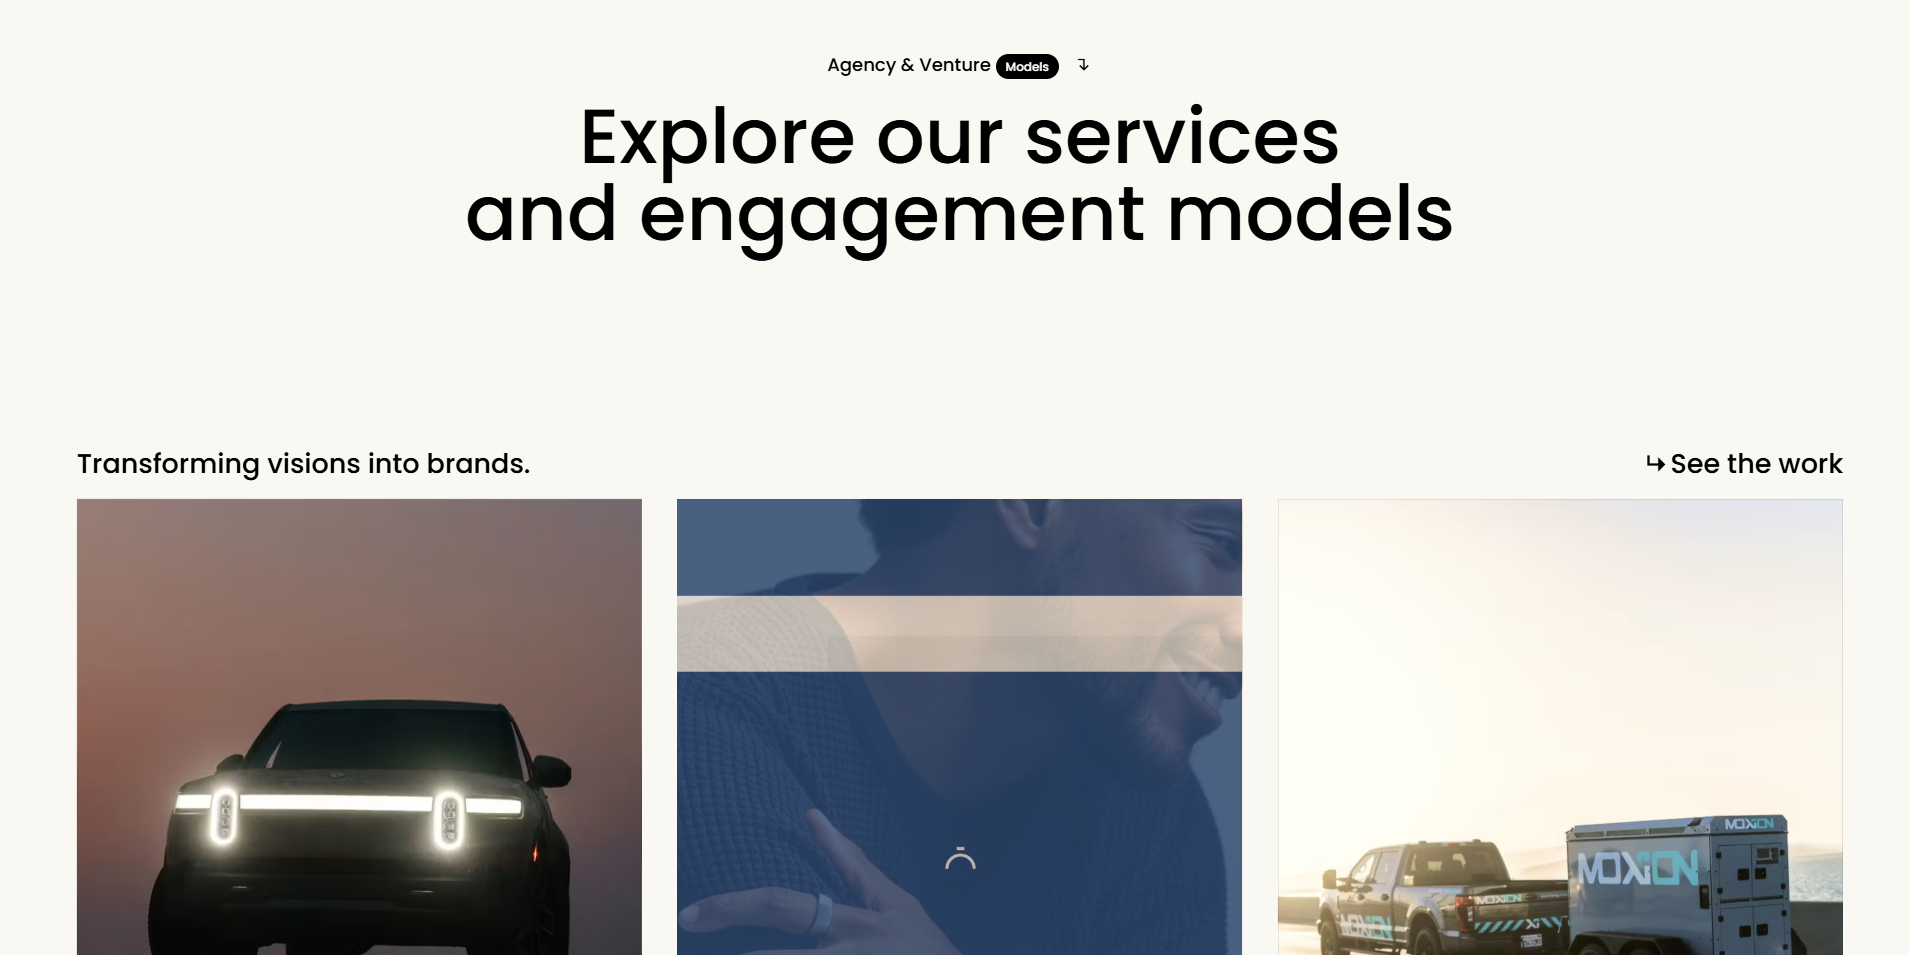 Agency & Venture Models
Explore our services
and engagement models
Transforming visions into brands.
See the work
MOXION
MOXION
MOXION
MOXION